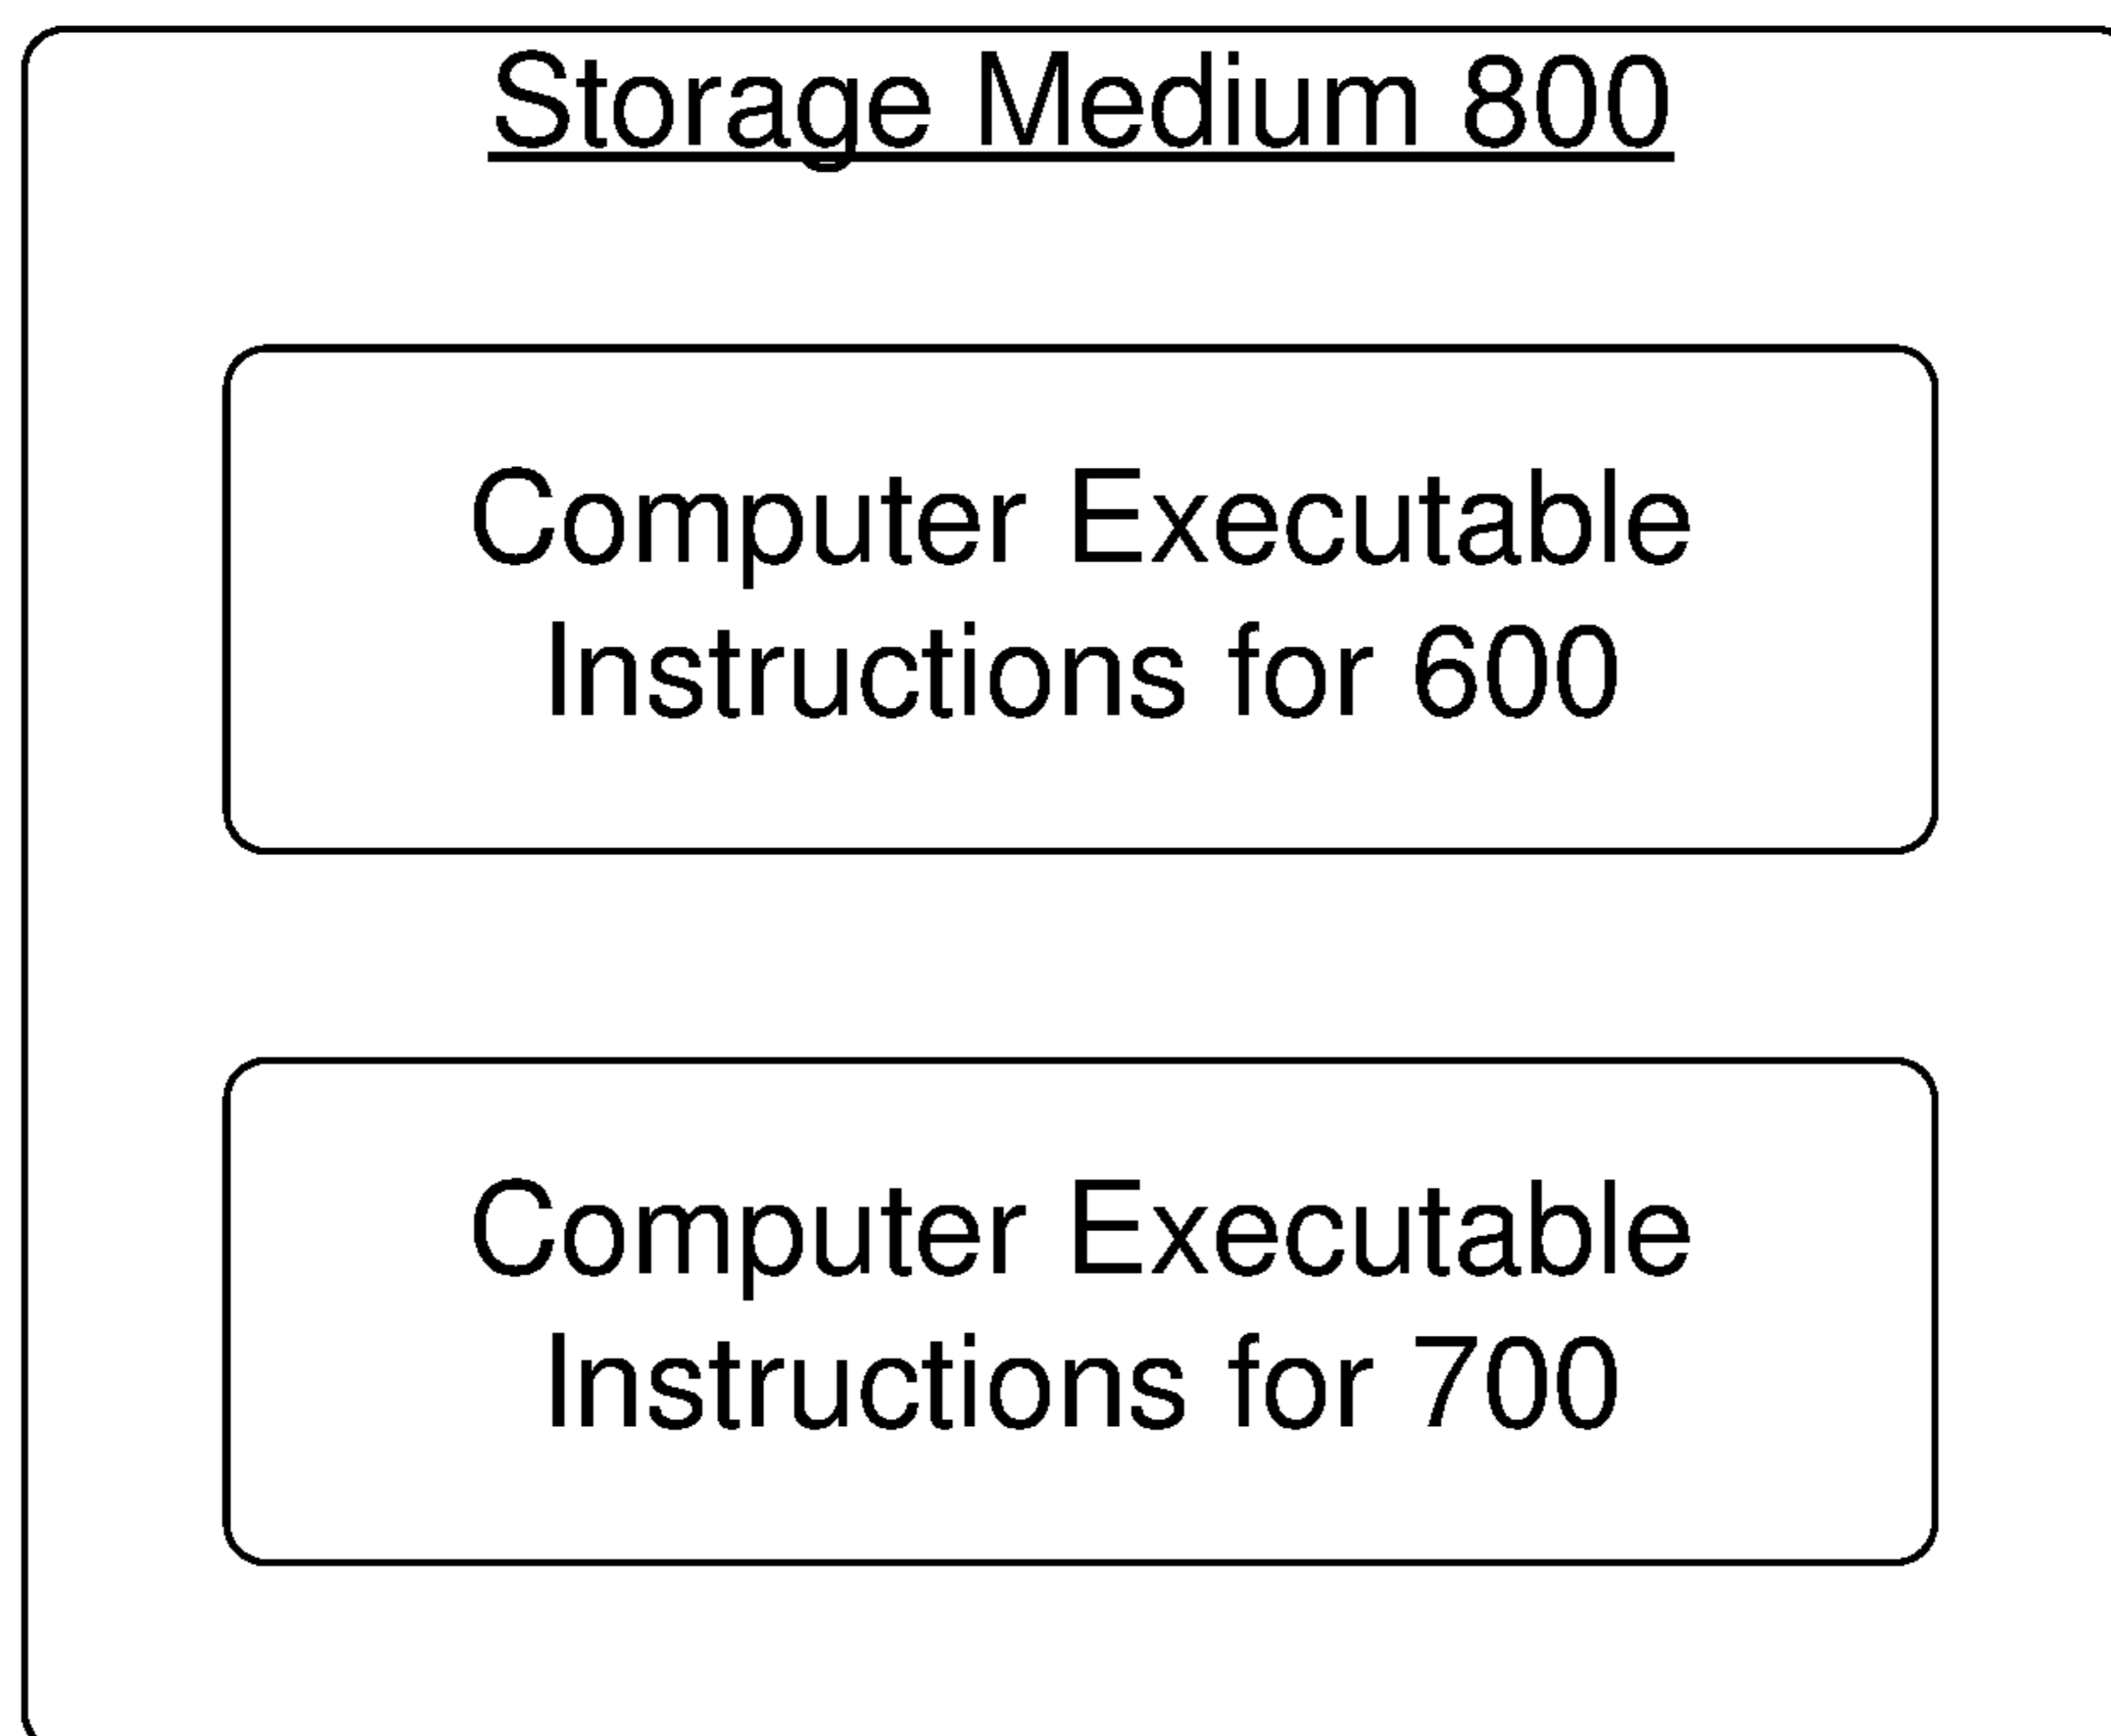 Storage Medium 800
Computer Executable
Instructions for 600
Computer Executable
Instructions for 700